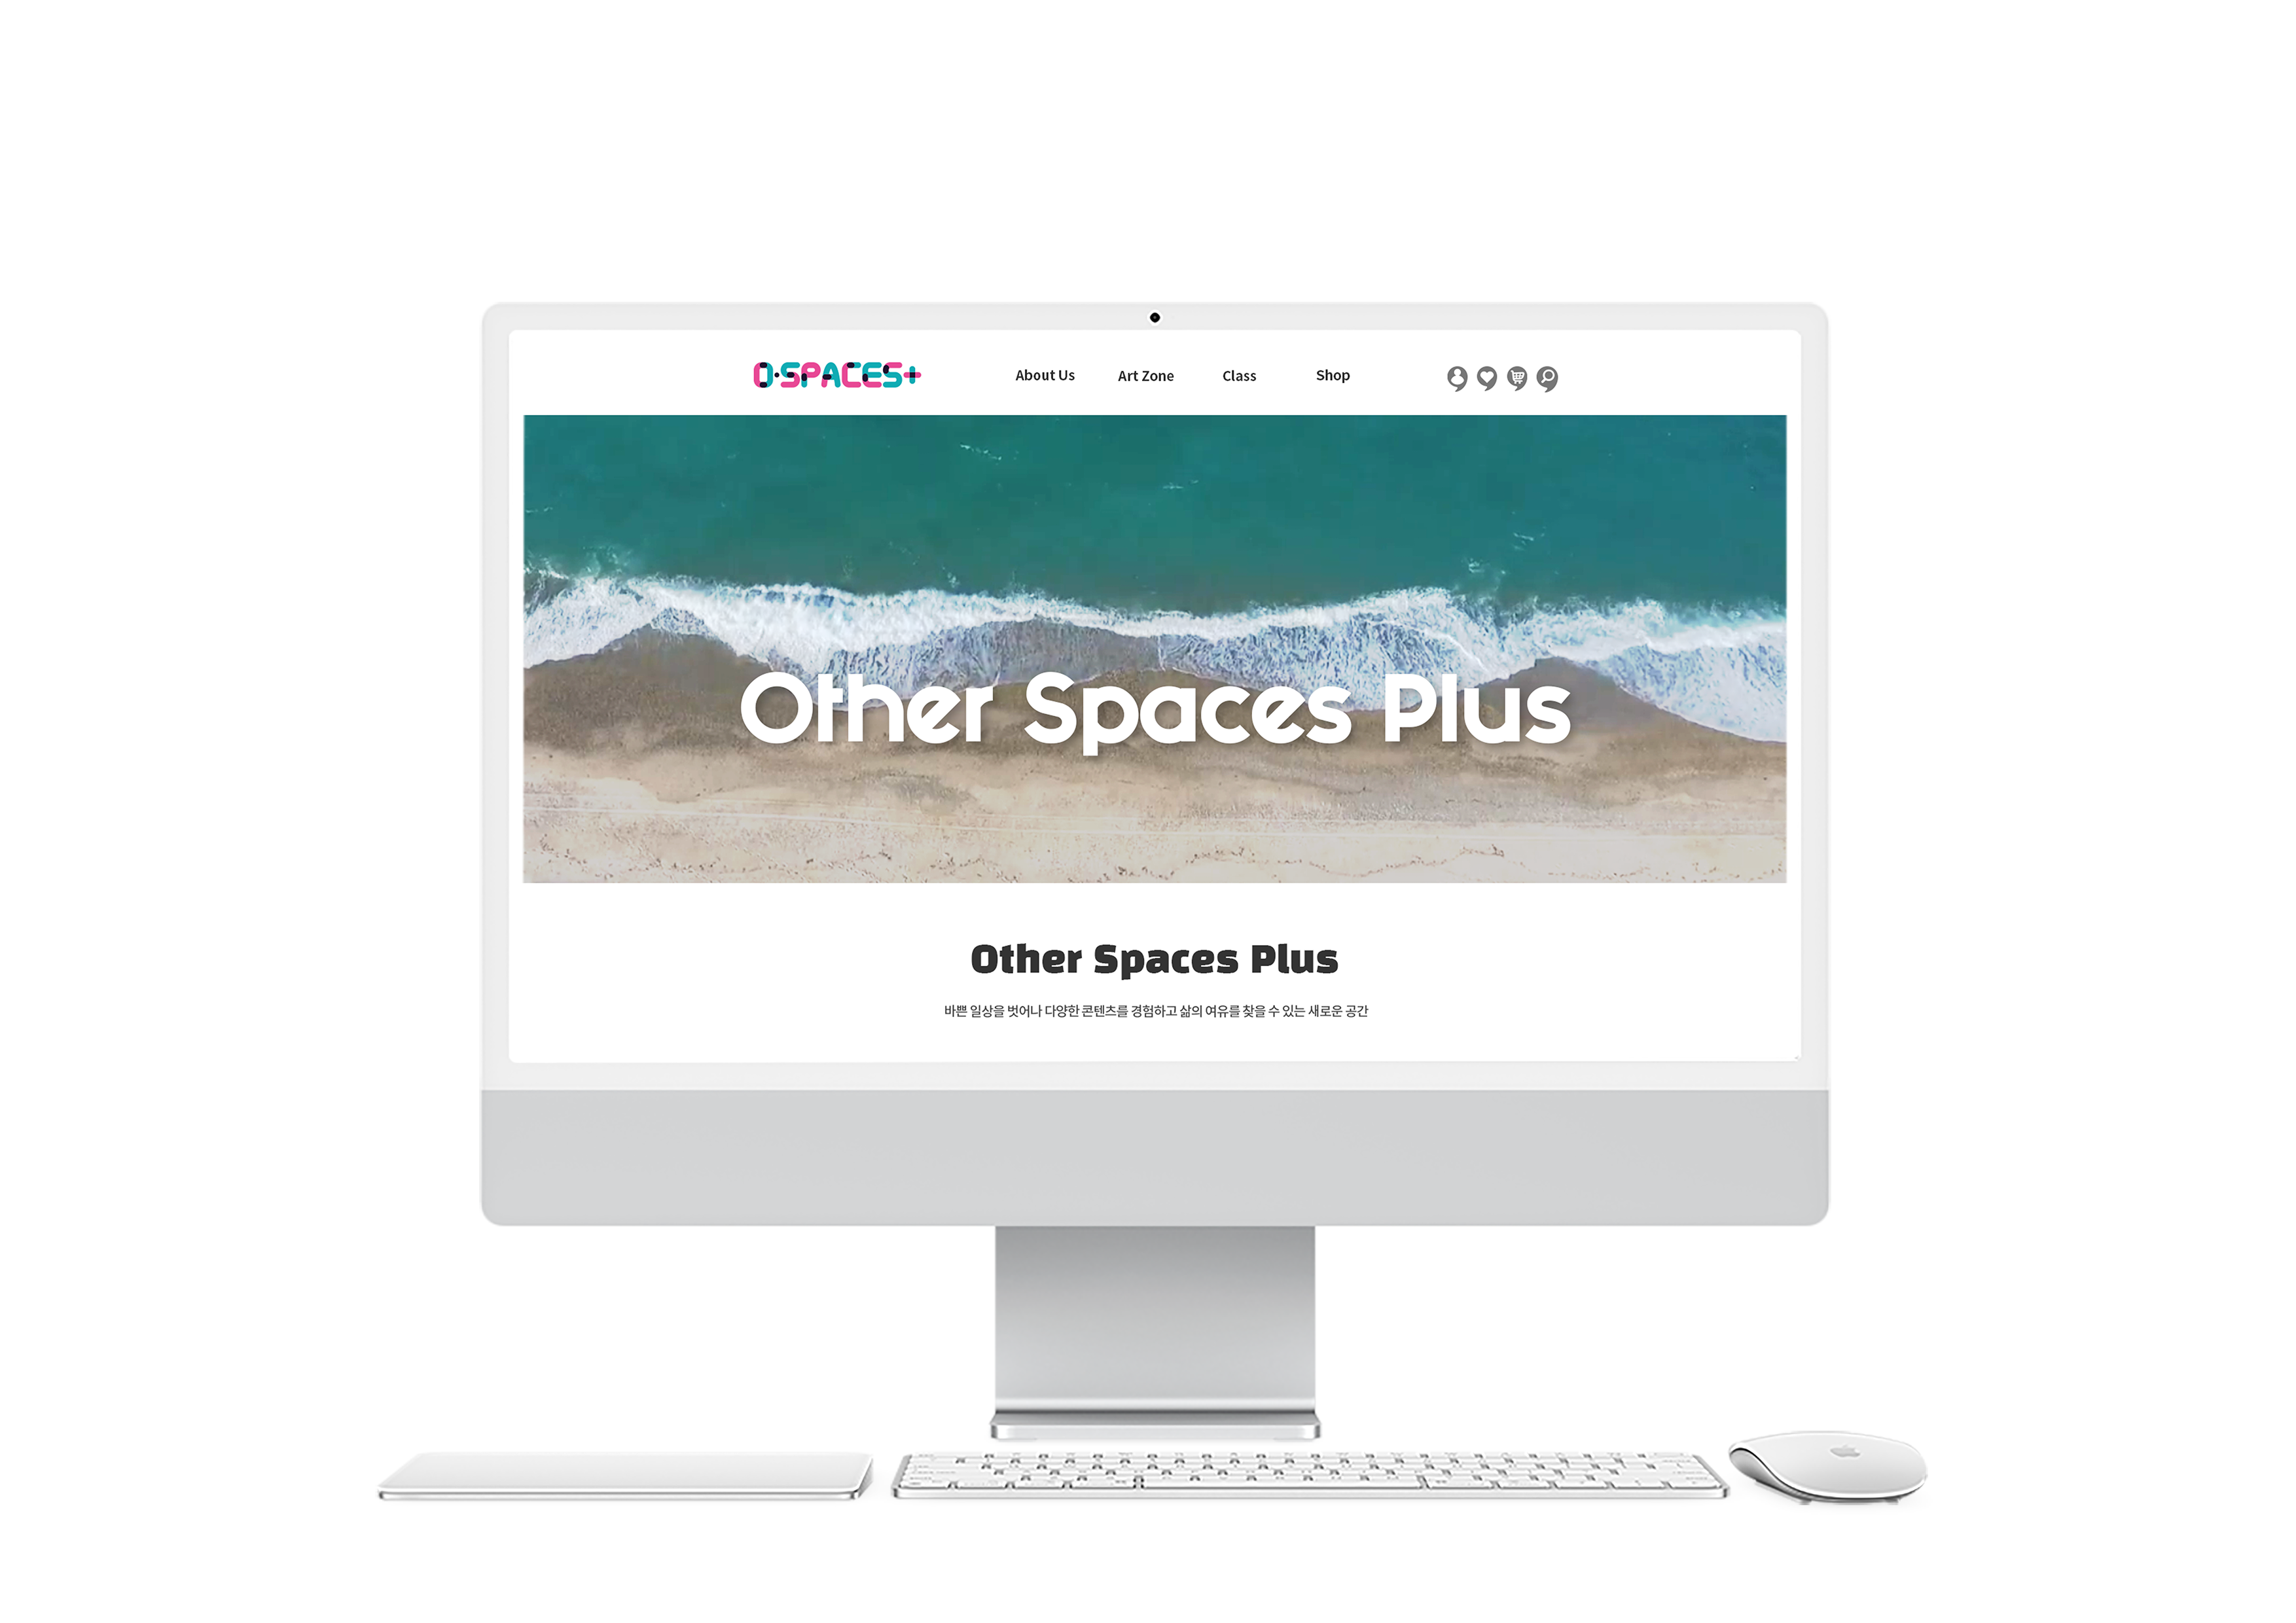 O·SPACES+
About Us
Art Zone
Class
Shop
Other Spaces Plus
Other Spaces Plus
바쁜 일상을 벗어나 다양한 콘텐츠를 경험하고 삶의 여유를 찾을 수 있는 새로운 공간